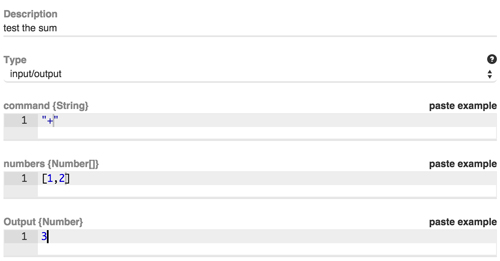 Description
test the sum
Type
input/output
command {String} paste example
1 "+"
numbers {Number[]} paste example
1 [1,2]
Output {Number} paste example
1 3